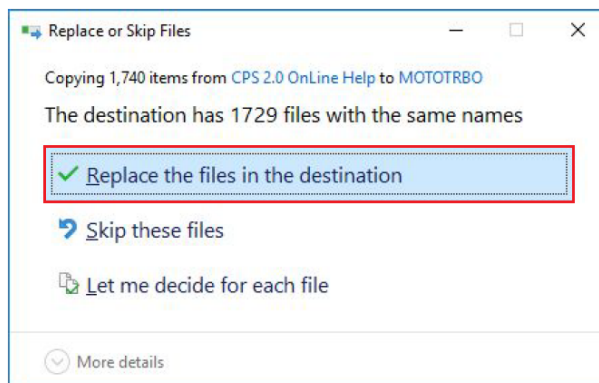 Replace or Skip Files
Copying 1,740 items from CPS 2.0 OnLine Help to MOTOTRBO
The destination has 1729 files with the same names
Replace the files in the destination
Skip these files
Let me decide for each file
More details